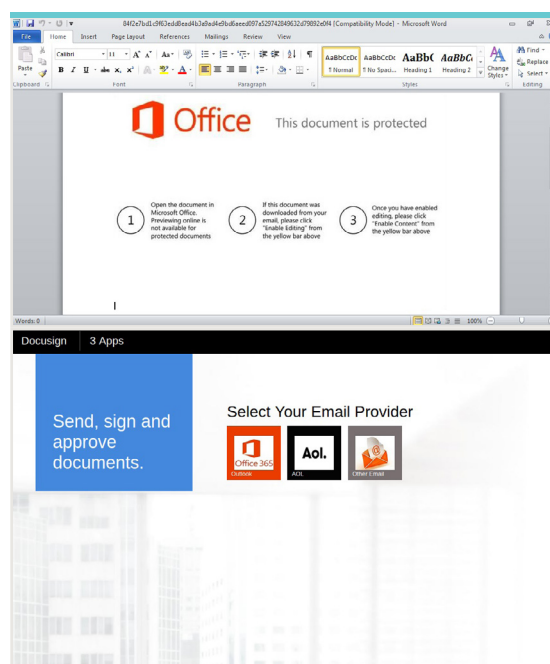 84f2e7bd1c9f63edd8ead4b3a9ad4e9bd6aeed097a529742849632d79892e0f4 [Compatibility Mode] - Microsoft Word
File Home Insert Page Layout References Mailings Review View
Paste
Calibri 11 A A Aa
B I U abc x, x² A
AaBbCcDc AaBbCcDc AaBb( AaBbCc
¶ Normal ¶ No Spaci... Heading 1 Heading 2
Change Styles
Find
Replace
Select
Clipboard Font Paragraph Styles Editing
Office This document is protected
1
Open the document in
Microsoft Office.
Previewing online is
not available for
protected documents
2
If this document was
downloaded from your
email, please click
"Enable Editing" from
the yellow bar above
3
Once you have enabled
editing, please click
"Enable Content" from
the yellow bar above
Words: 0 100%
Docusign 3 Apps
Send, sign and
approve
documents.
Select Your Email Provider
Office 365
Outlook
Aol.
AOL
@
Other Email